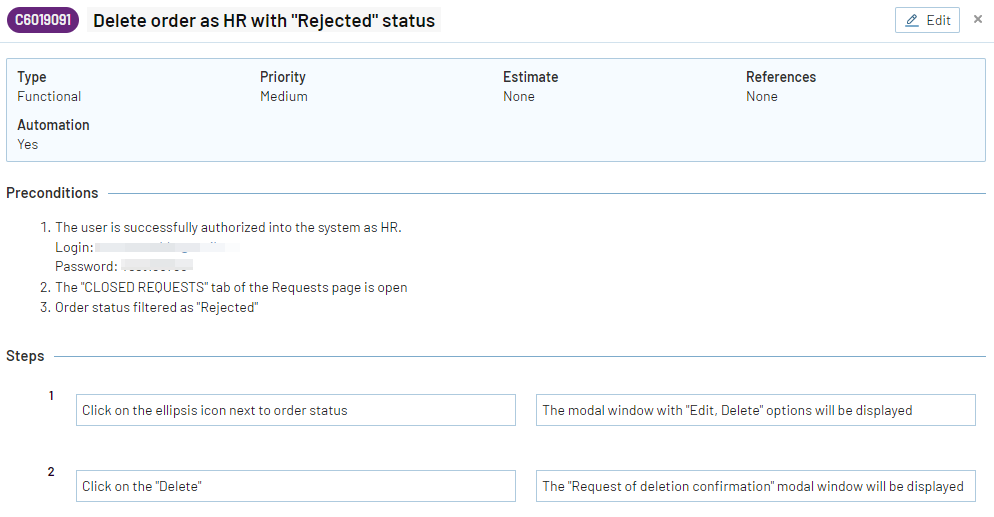 C6019091 Delete order as HR with "Rejected" status Edit ×
Type Priority Estimate References
Functional Medium None None
Automation
Yes
Preconditions
1. The user is successfully authorized into the system as HR.
Login:
Password:
2. The "CLOSED REQUESTS" tab of the Requests page is open
3. Order status filtered as "Rejected"
Steps
1
Click on the ellipsis icon next to order status The modal window with "Edit, Delete" options will be displayed
2
Click on the "Delete" The "Request of deletion confirmation" modal window will be displayed